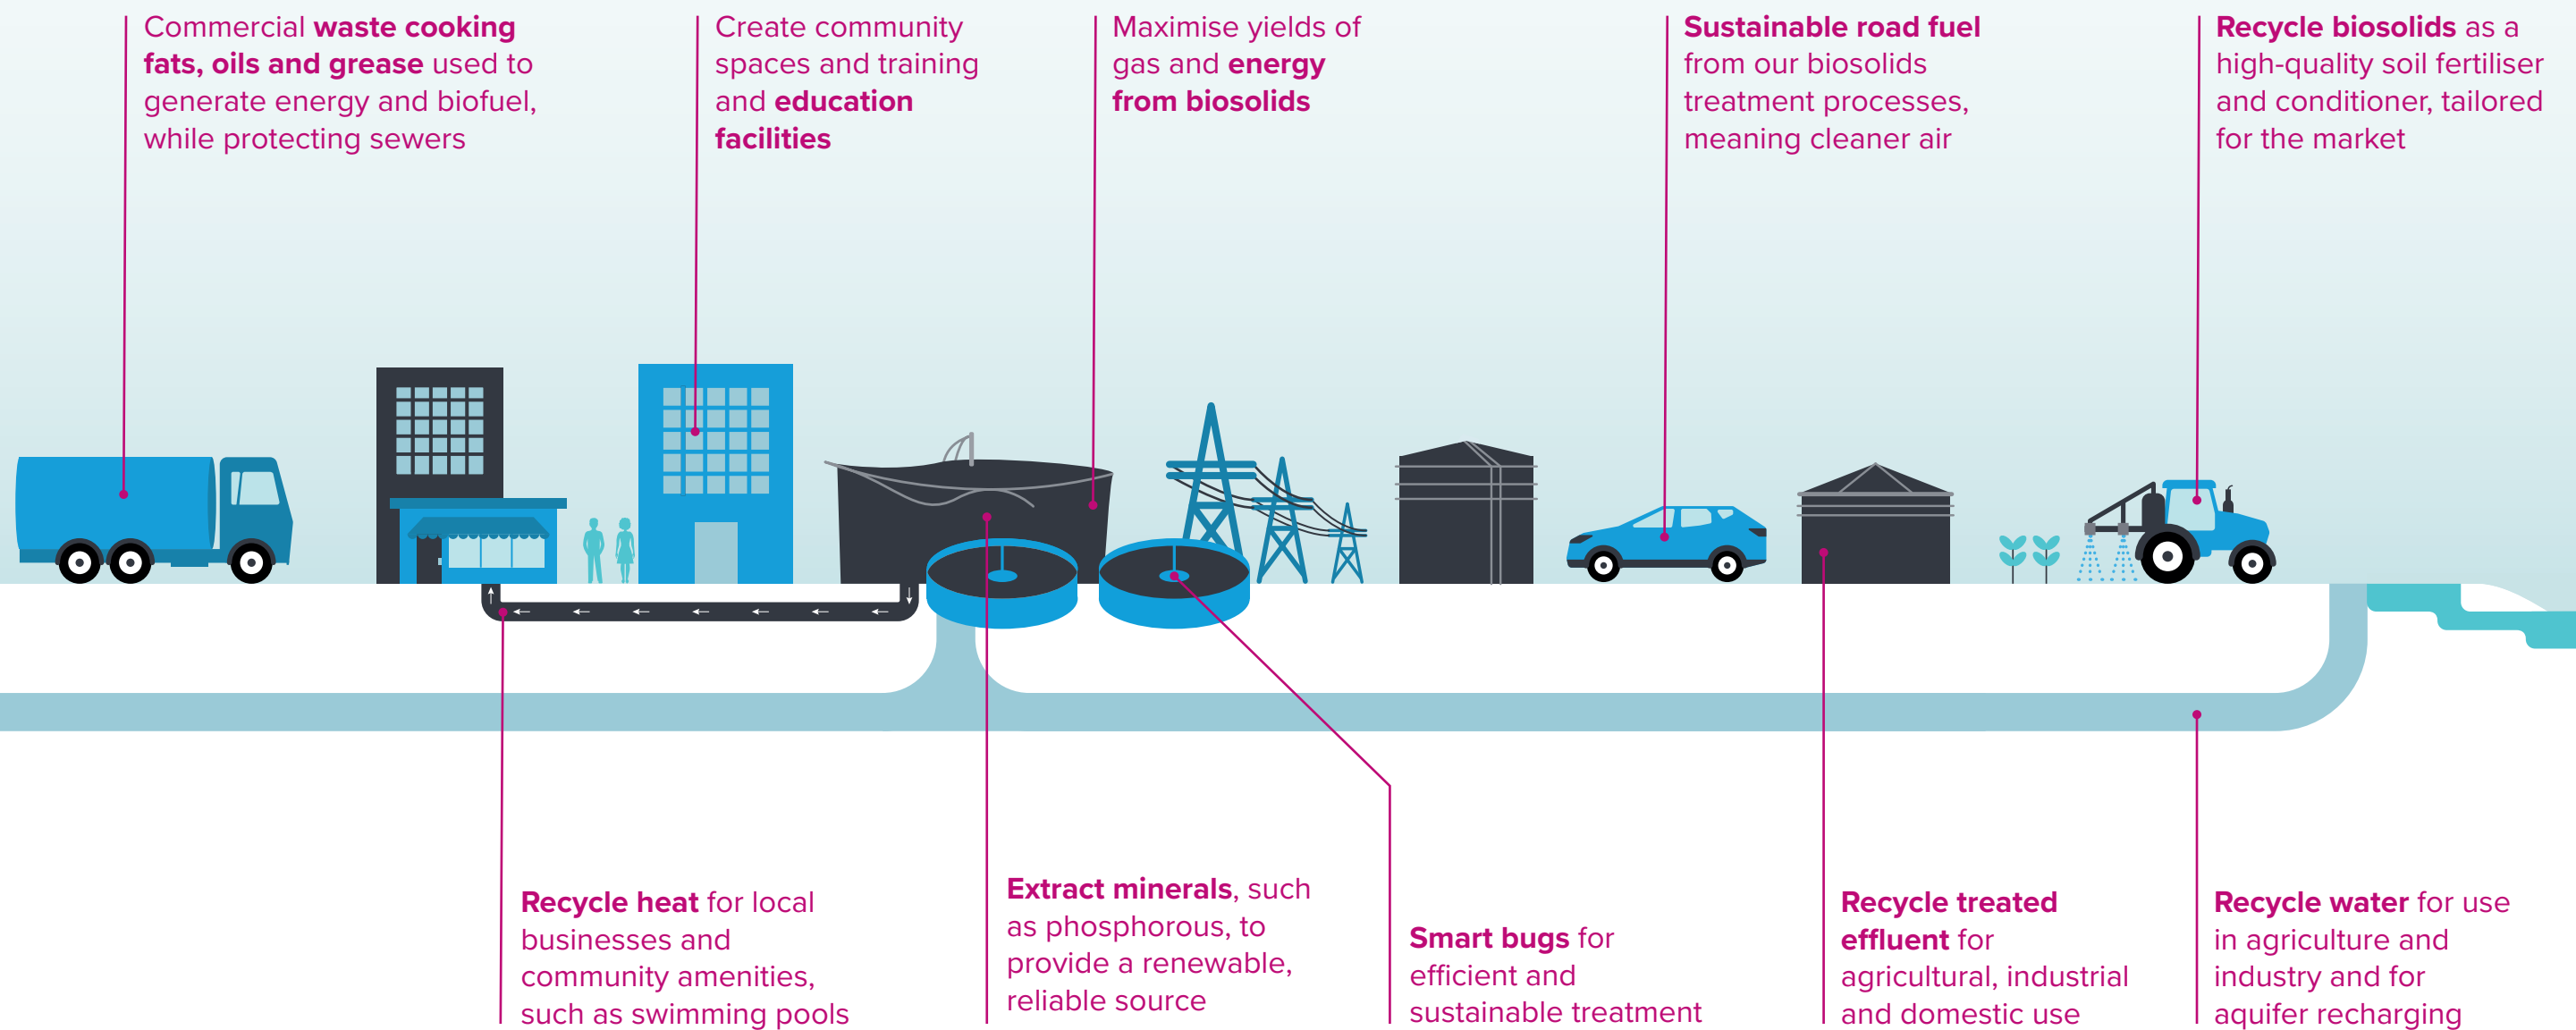 Commercial waste cooking
fats, oils and grease used to
generate energy and biofuel,
while protecting sewers
Create community
spaces and training
and education
facilities
Maximise yields of
gas and energy
from biosolids
Sustainable road fuel
from our biosolids
treatment processes,
meaning cleaner air
Recycle biosolids as a
high-quality soil fertiliser
and conditioner, tailored
for the market
Recycle heat for local
businesses and
community amenities,
such as swimming pools
Extract minerals, such
as phosphorous, to
provide a renewable,
reliable source
Smart bugs for
efficient and
sustainable treatment
Recycle treated
effluent for
agricultural, industrial
and domestic use
Recycle water for use
in agriculture and
industry and for
aquifer recharging